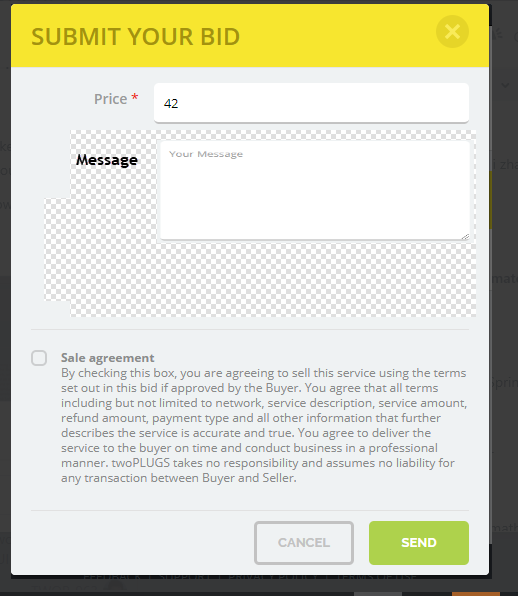 SUBMIT YOUR BID
Price *
42
Message
Your Message
Sale agreement
By checking this box, you are agreeing to sell this service using the terms
set out in this bid if approved by the Buyer. You agree that all terms
including but not limited to network, service description, service amount,
refund amount, payment type and all other information that further
describes the service is accurate and true. You agree to deliver the
service to the buyer on time and conduct business in a professional
manner. twoPLUGS takes no responsibility and assumes no liability for
any transaction between Buyer and Seller.
CANCEL
SEND